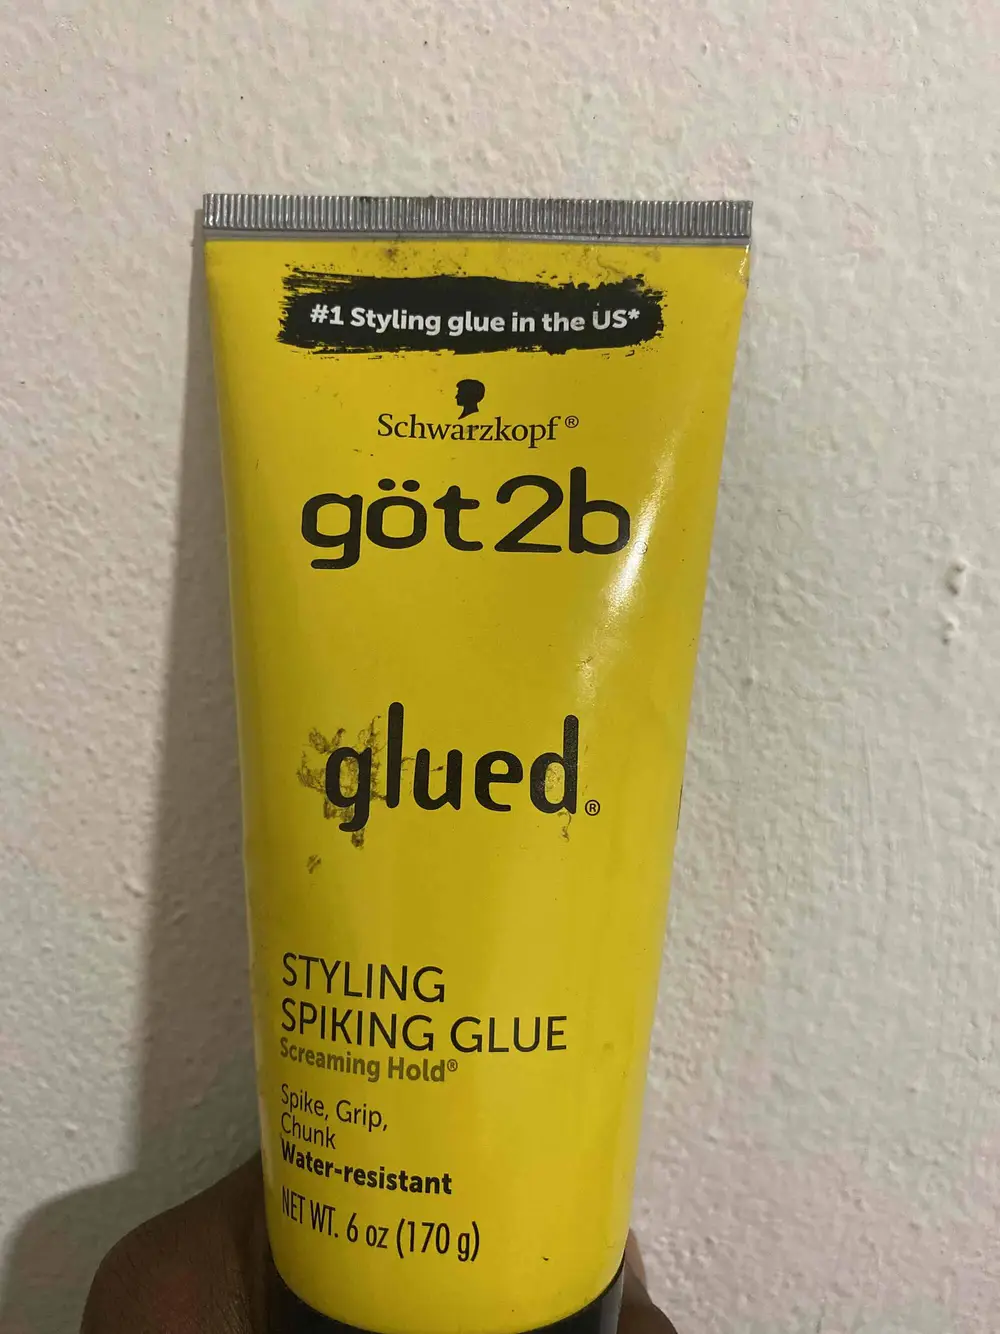 #1 Styling glue in the US*
Schwarzkopf®
göt2b
glued®
STYLING
SPIKING GLUE
Screaming Hold®
Spike, Grip,
Chunk
Water-resistant
NET WT. 6 oz (170 g)